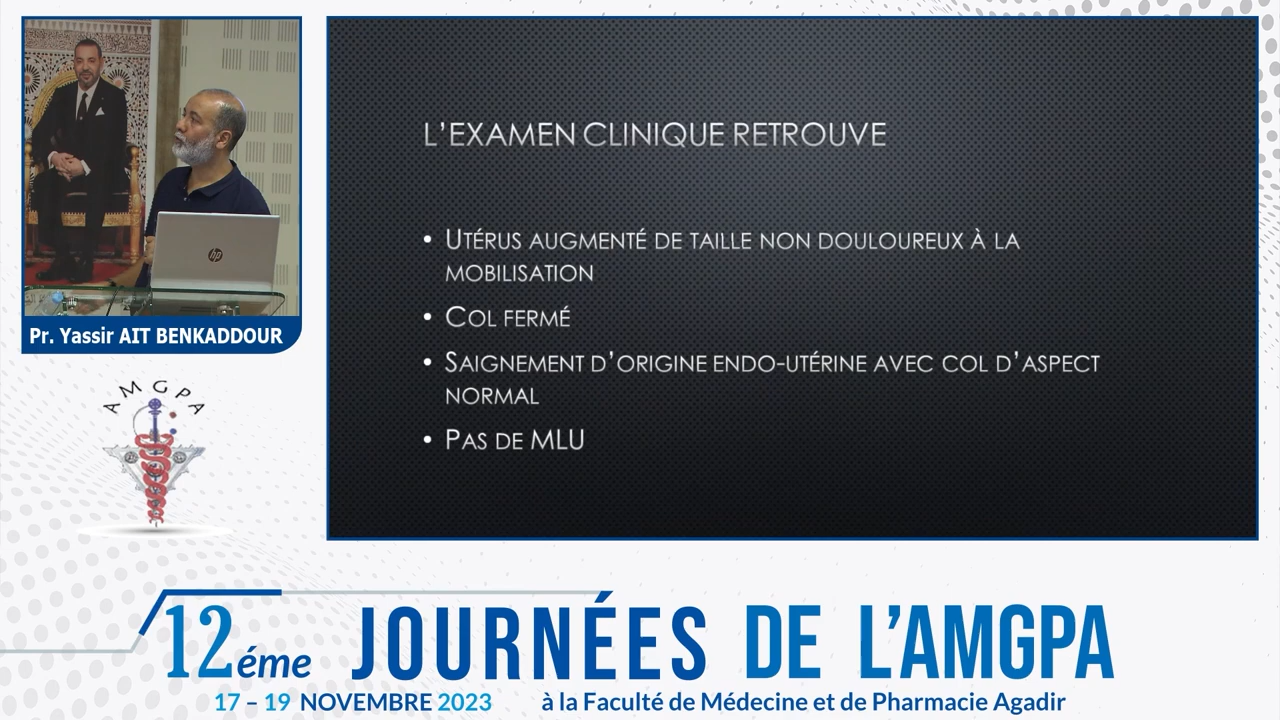 L'EXAMEN CLINIQUE RETROUVE
• UTÉRUS AUGMENTÉ DE TAILLE NON DOULOUREUX À LA
MOBILISATION
• COL FERMÉ
• SAIGNEMENT D'ORIGINE ENDO-UTÉRINE AVEC COL D'ASPECT
NORMAL
• PAS DE MLU
hp
Pr. Yassir AIT BENKADDOUR
AMGPA
12éme JOURNÉES DE L'AMGPA
17 – 19 NOVEMBRE 2023 à la Faculté de Médecine et de Pharmacie Agadir